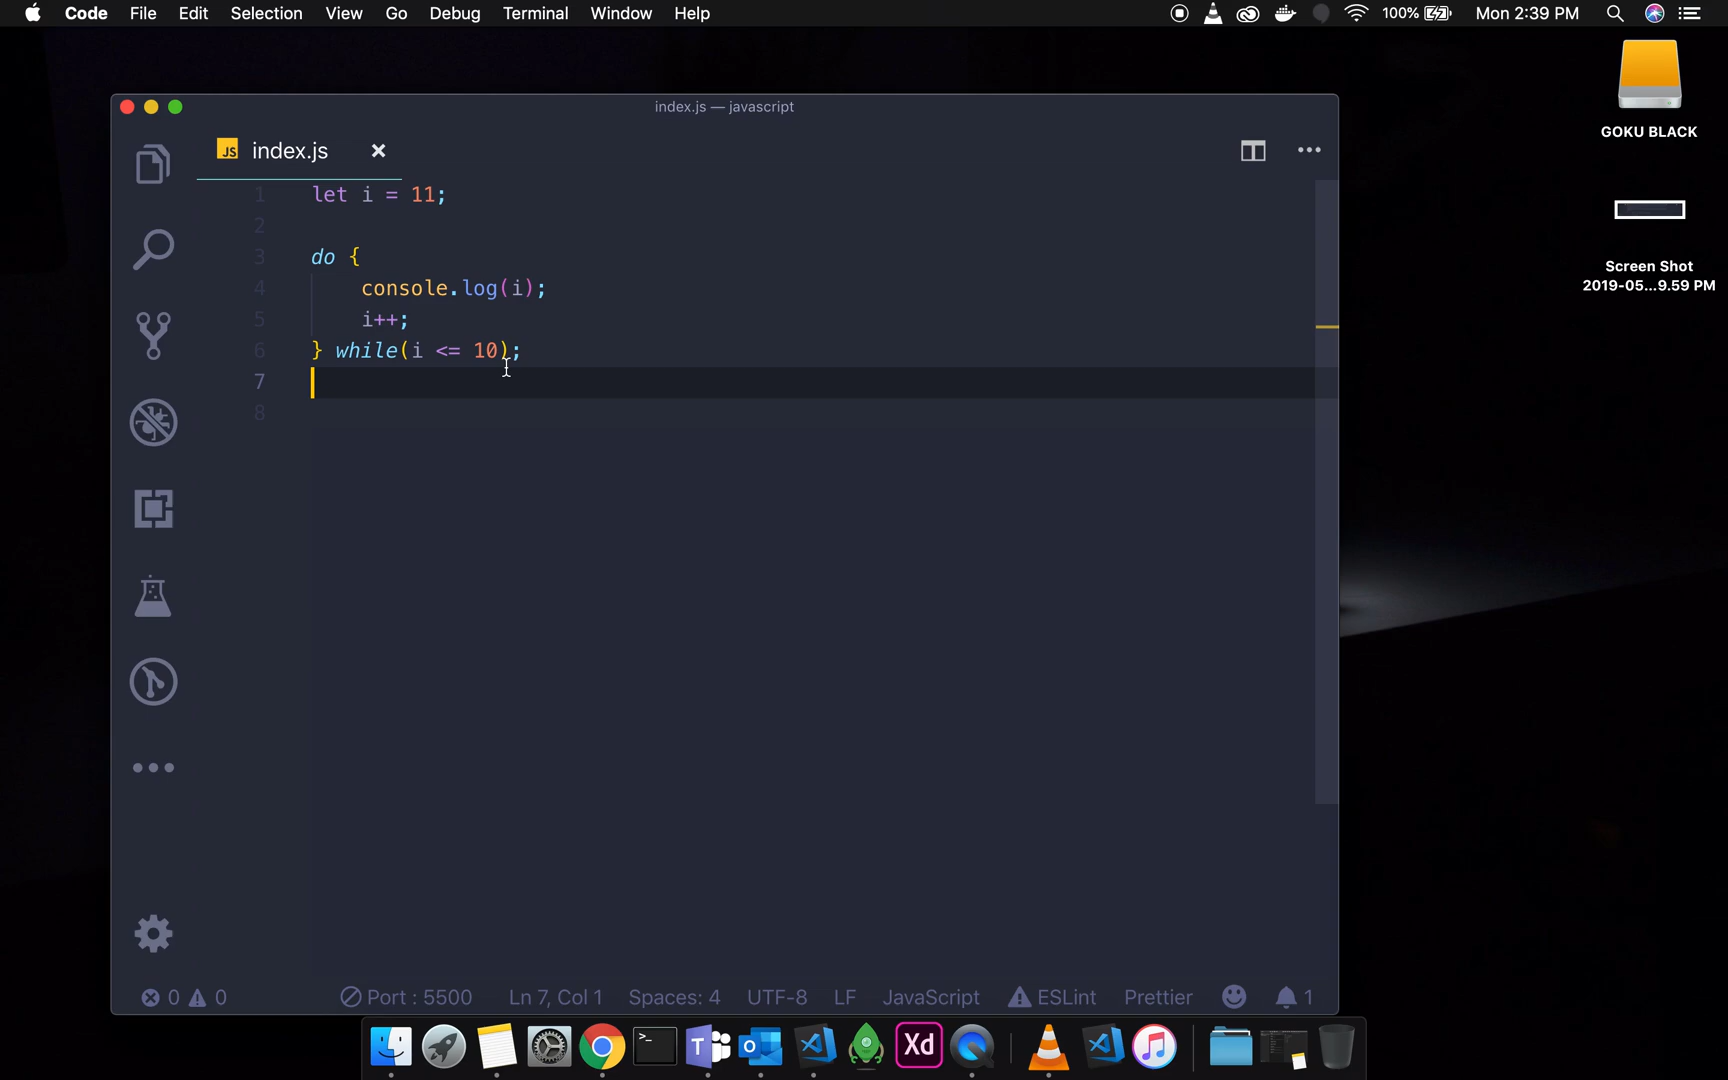 Code File Edit Selection View Go Debug Terminal Window Help 100% Mon 2:39 PM
GOKU BLACK
Screen Shot
2019-05...9.59 PM
index.js — javascript
JS index.js
1 let i = 11;
2
3 do {
4 console.log(i);
5 i++;
6 } while(i <= 10);
7
8
0 0 Port : 5500 Ln 7, Col 1 Spaces: 4 UTF-8 LF JavaScript ESLint Prettier 1
>_ T O Xd